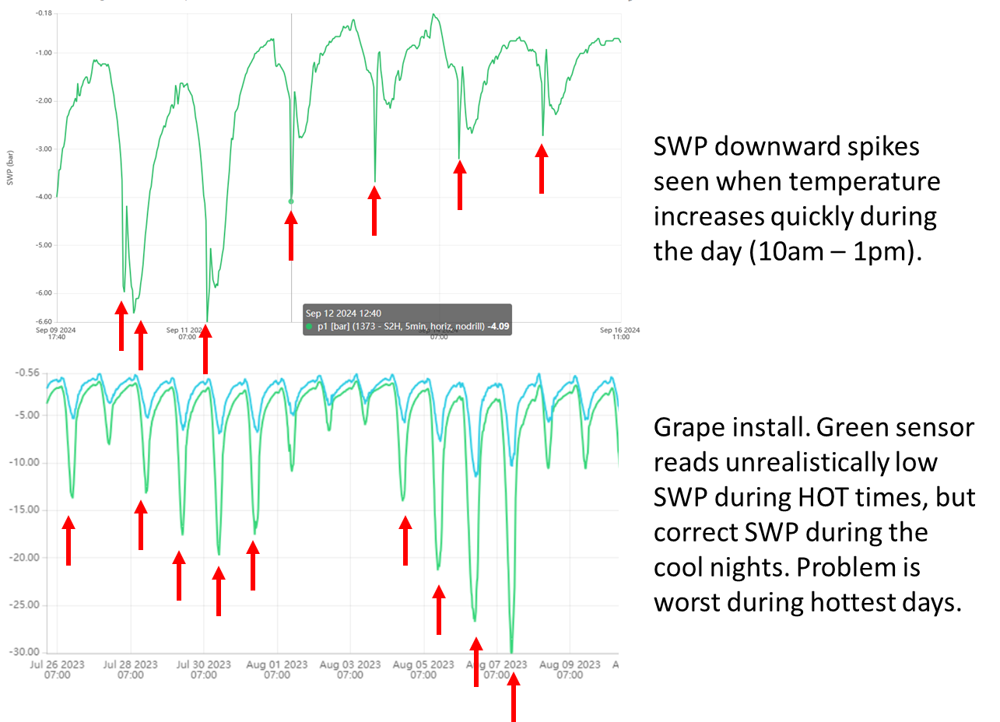 -0.18
-1.00
-2.00
-3.00
-4.00
-5.00
-6.00
-6.60
SWP (bar)
Sep 12 2024 12:40
p1 [bar] (1373 - S2H, 5min, horiz, nodrill) -4.09
Sep 09 2024
17:40
Sep 11 202
07:00
07:00
Sep 16 2024
11:00
SWP downward spikes
seen when temperature
increases quickly during
the day (10am – 1pm).
-0.56
-5.00
-10.00
-15.00
-20.00
-25.00
-30.00
Jul 26 2023
07:00
Jul 28 2023
07:00
Jul 30 2023
07:00
Aug 01 2023
07:00
Aug 03 2023
07:00
Aug 05 2023
07:00
Aug 07 2023
07:00
Aug 09 2023
07:00
A
Grape install. Green sensor
reads unrealistically low
SWP during HOT times, but
correct SWP during the
cool nights. Problem is
worst during hottest days.